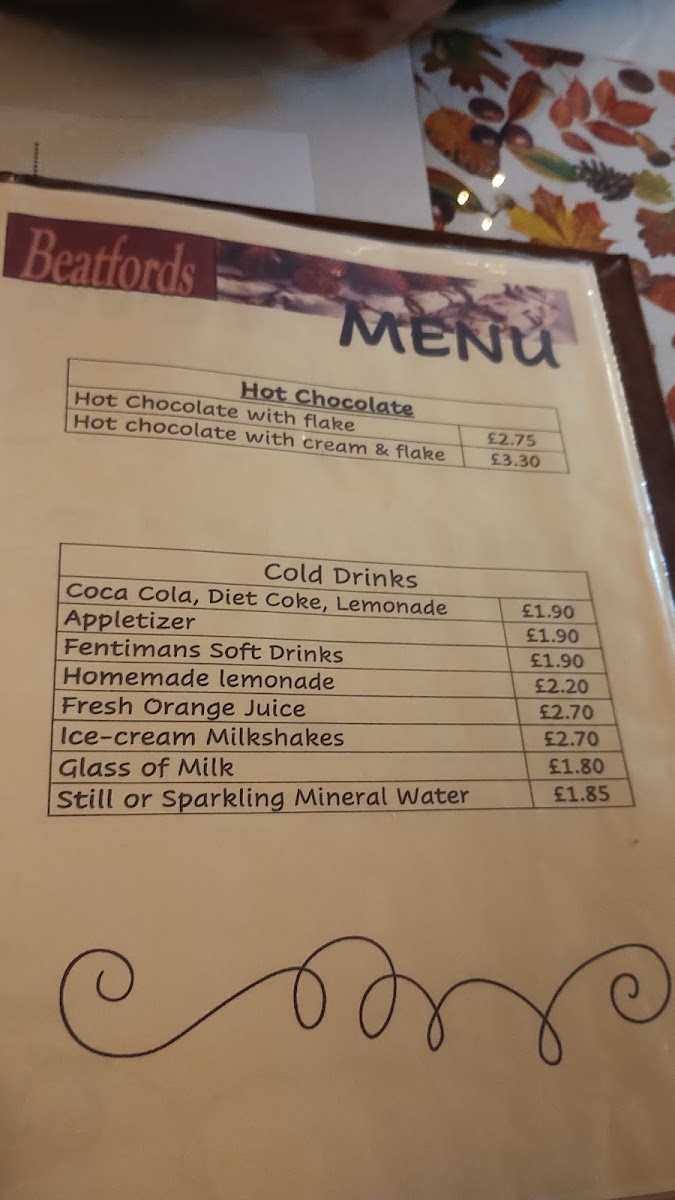 Beatfords
MENU
Hot Chocolate
Hot Chocolate with flake £2.75
Hot chocolate with cream & flake £3.30
Cold Drinks
Coca Cola, Diet Coke, Lemonade £1.90
Appletizer £1.90
Fentimans Soft Drinks £1.90
Homemade lemonade £2.20
Fresh Orange Juice £2.70
Ice-cream Milkshakes £2.70
Glass of Milk £1.80
Still or Sparkling Mineral Water £1.85